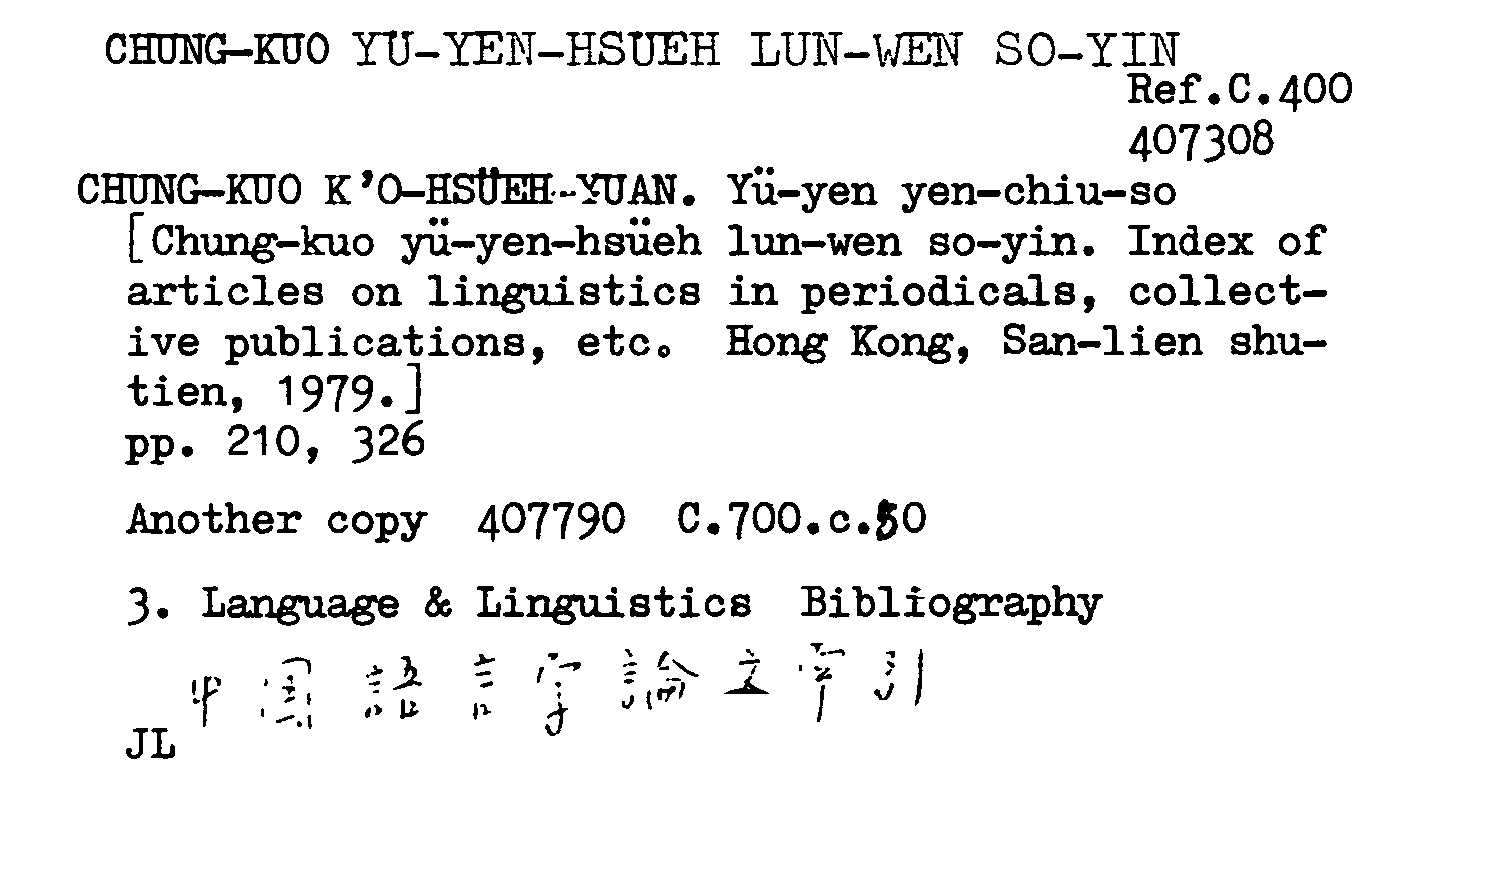 CHUNG-KUO YU-YEN-HSUEH LUN-WEN SO-YIN
Ref.C.400
407308
CHUNG-KUO K'O-HSÜEH-YUAN. Yü-yen yen-chiu-so
[Chung-kuo yü-yen-hsüeh lun-wen so-yin. Index of
articles on linguistics in periodicals, collect-
ive publications, etc. Hong Kong, San-lien shu-
tien, 1979.]
pp. 210, 326
Another copy 407790 C.700.c.50
3. Language & Linguistics Bibliography
中國語言學論文索引
JL